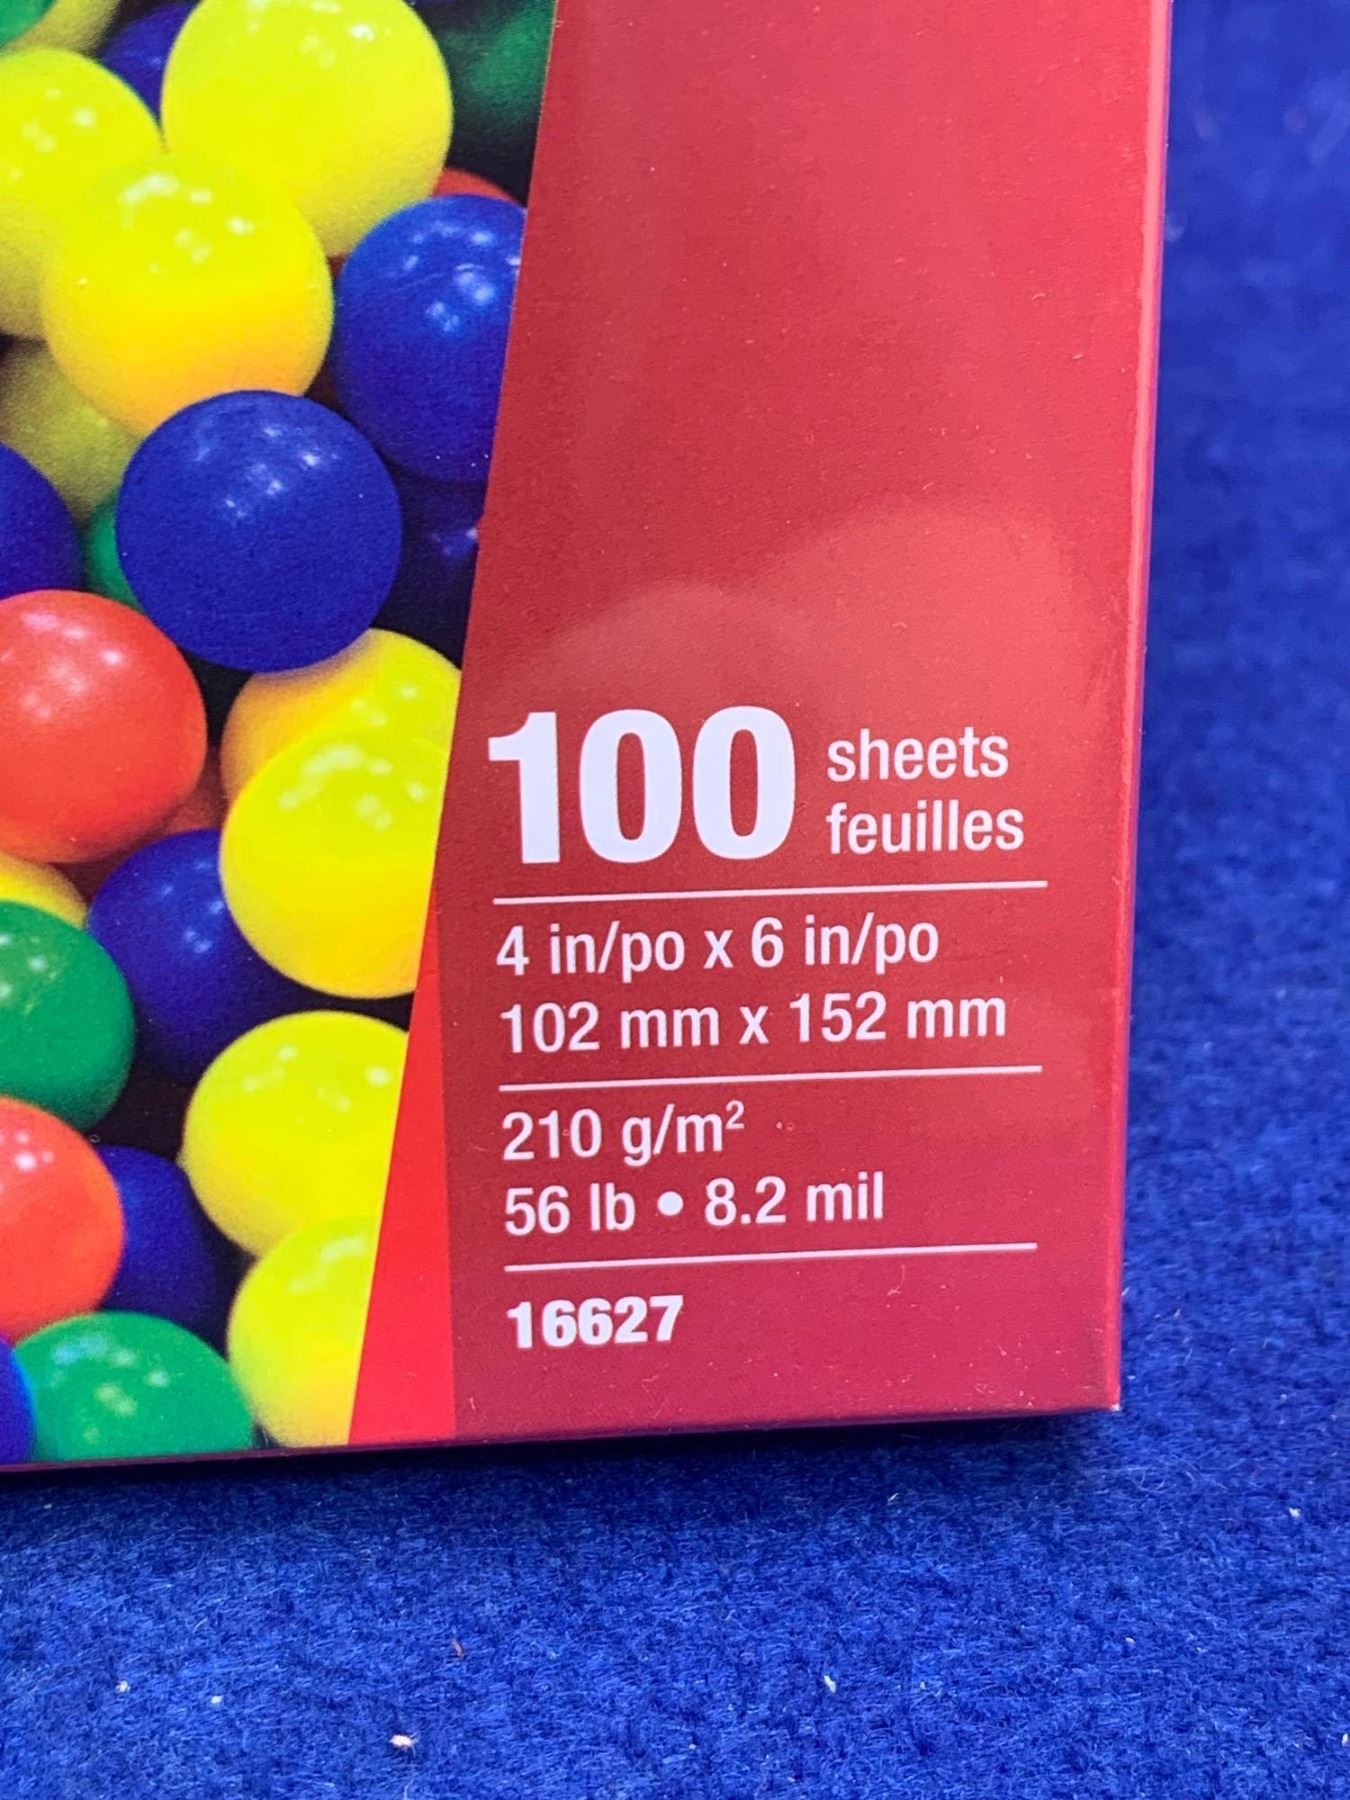 100 sheets
feuilles
4 in/po x 6 in/po
102 mm x 152 mm
210 g/m²
56 lb • 8.2 mil
16627